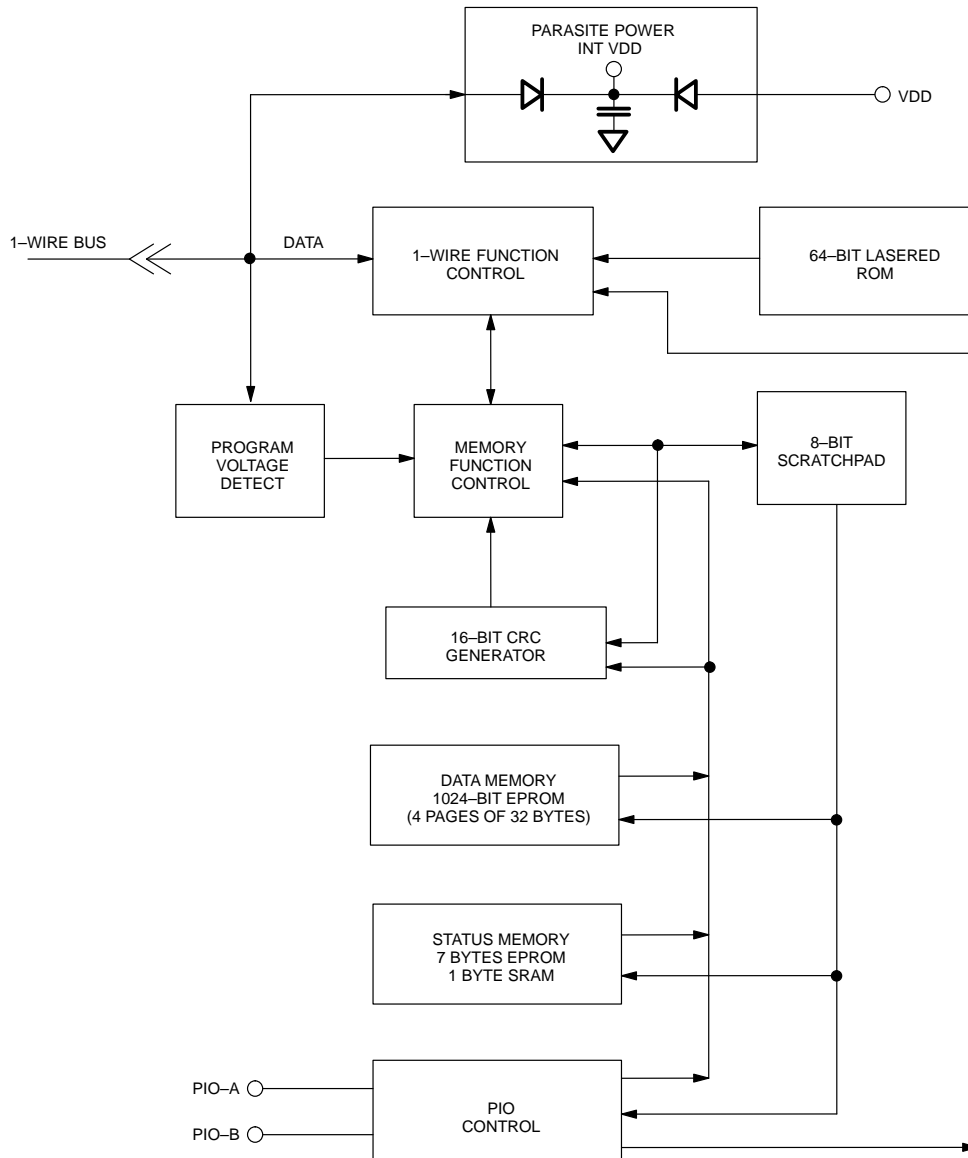 PARASITE POWER
INT VDD
VDD
1–WIRE BUS
DATA
1–WIRE FUNCTION
CONTROL
64–BIT LASERED
ROM
PROGRAM
VOLTAGE
DETECT
MEMORY
FUNCTION
CONTROL
8–BIT
SCRATCHPAD
16–BIT CRC
GENERATOR
DATA MEMORY
1024–BIT EPROM
(4 PAGES OF 32 BYTES)
STATUS MEMORY
7 BYTES EPROM
1 BYTE SRAM
PIO–A
PIO–B
PIO
CONTROL